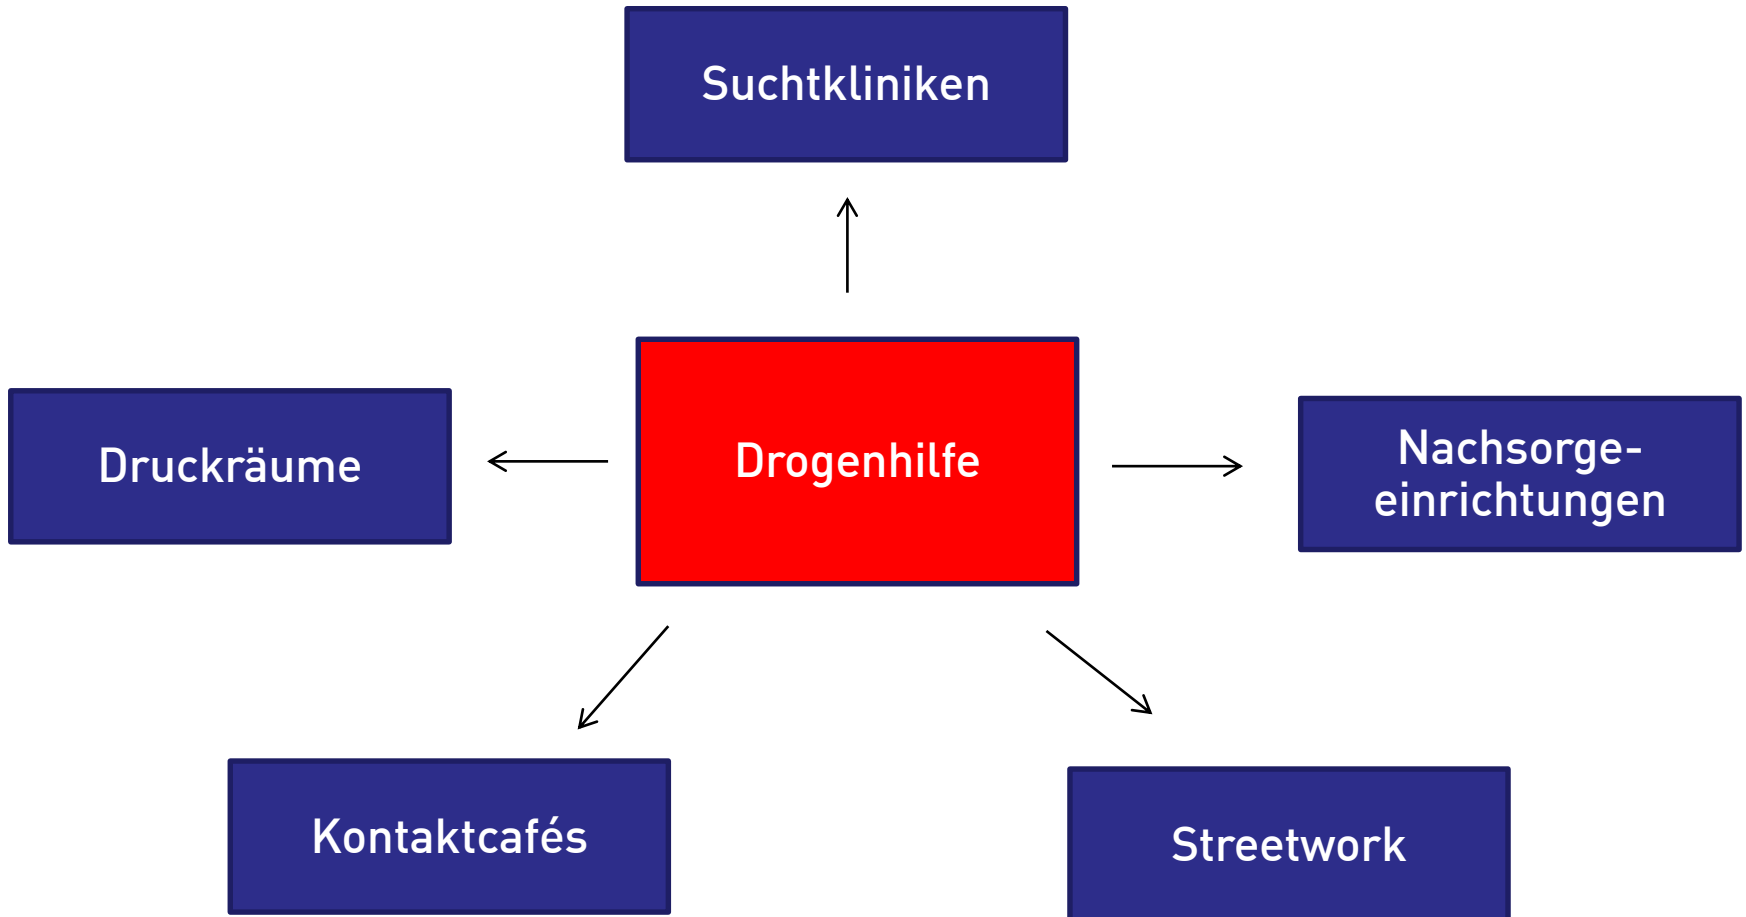 Suchtkliniken
Druckräume
Drogenhilfe
Nachsorge-
einrichtungen
Kontaktcafés
Streetwork